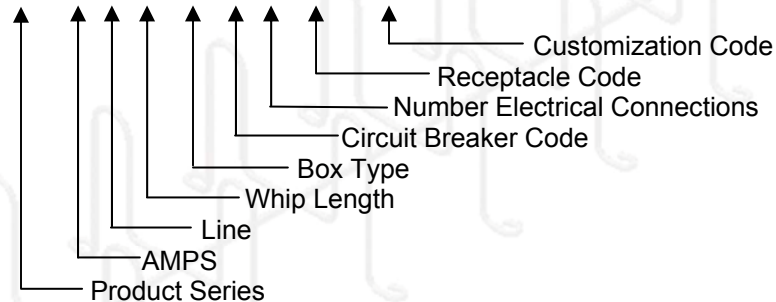 Customization Code
Receptacle Code
Number Electrical Connections
Circuit Breaker Code
Box Type
Whip Length
Line
AMPS
Product Series